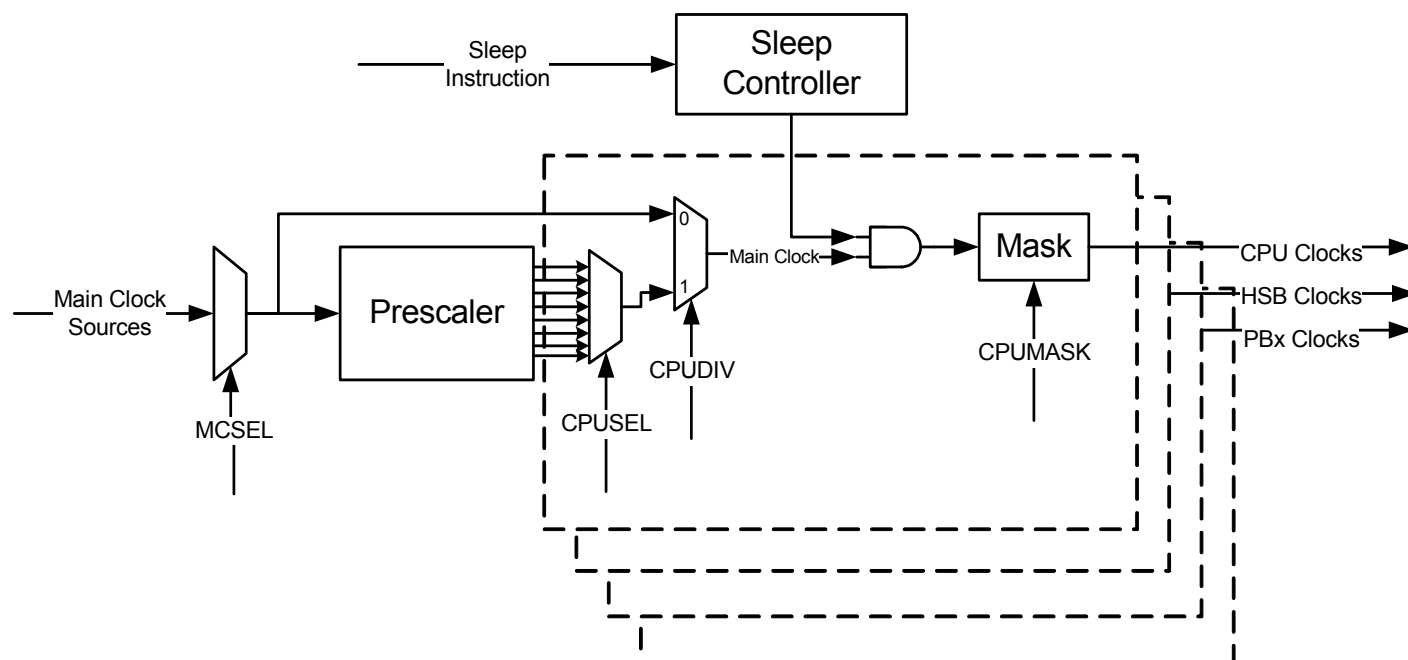 Sleep
Instruction
Sleep
Controller
0
Main Clock
Mask
CPU Clocks
1
HSB Clocks
Main Clock
Sources
Prescaler
PBx Clocks
CPUMASK
CPUDIV
CPUSEL
MCSEL